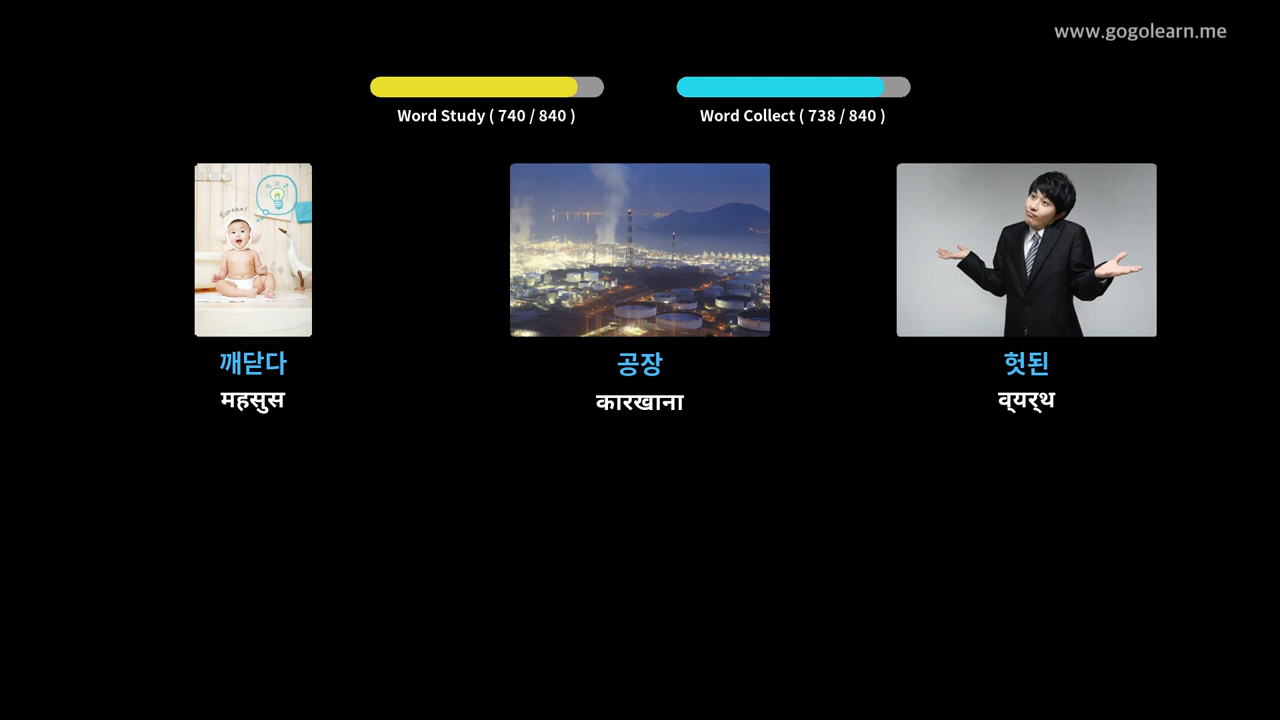 www.gogolearn.me
Word Study ( 740 / 840 )
Word Collect ( 738 / 840 )
Eureka!
깨닫다
공장
헛된
महसुस
कारखाना
व्यर्थ